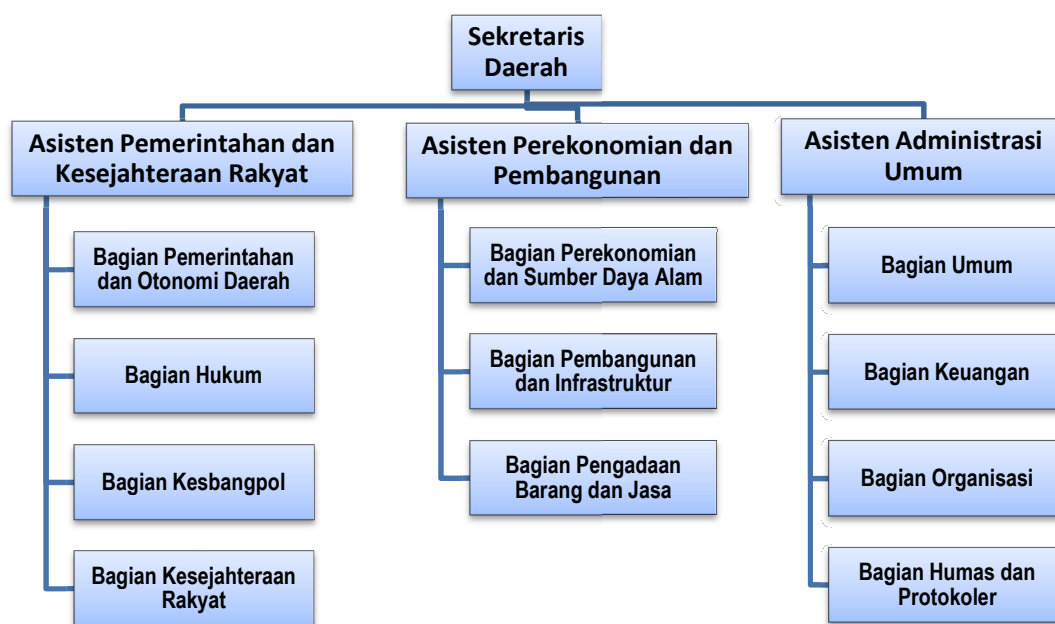 Sekretaris
Daerah
Asisten Pemerintahan dan
Kesejahteraan Rakyat
Bagian Pemerintahan
dan Otonomi Daerah
Bagian Hukum
Bagian Kesbangpol
Bagian Kesejahteraan
Rakyat
Asisten Perekonomian dan
Pembangunan
Bagian Perekonomian
dan Sumber Daya Alam
Bagian Pembangunan
dan Infrastruktur
Bagian Pengadaan
Barang dan Jasa
Asisten Administrasi
Umum
Bagian Umum
Bagian Keuangan
Bagian Organisasi
Bagian Humas dan
Protokoler